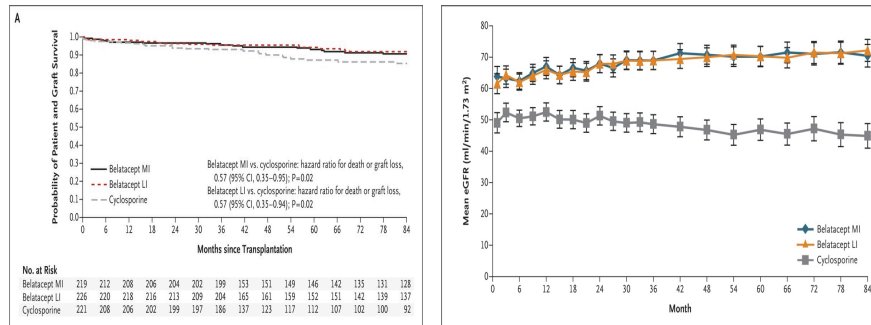 A
Probability of Patient and Graft Survival
1.0
0.9
0.8
0.7
0.6
0.5
0.4
0.3
0.2
0.1
0.0
Belatacept MI
Belatacept LI
Cyclosporine
Belatacept MI vs. cyclosporine: hazard ratio for death or graft loss,
0.57 (95% CI, 0.35–0.95); P=0.02
Belatacept LI vs. cyclosporine: hazard ratio for death or graft loss,
0.57 (95% CI, 0.35–0.94); P=0.02
0 6 12 18 24 30 36 42 48 54 60 66 72 78 84
Months since Transplantation
No. at Risk
Belatacept MI 219 212 208 206 204 202 199 153 151 149 146 142 135 131 128
Belatacept LI 226 220 218 216 213 209 204 165 161 159 152 151 142 139 137
Cyclosporine 221 208 206 202 199 197 186 137 123 117 112 107 102 100 92
Mean eGFR (ml/min/1.73 m²)
80
70
60
50
40
30
20
10
0
Belatacept MI
Belatacept LI
Cyclosporine
0 6 12 18 24 30 36 42 48 54 60 66 72 78 84
Month